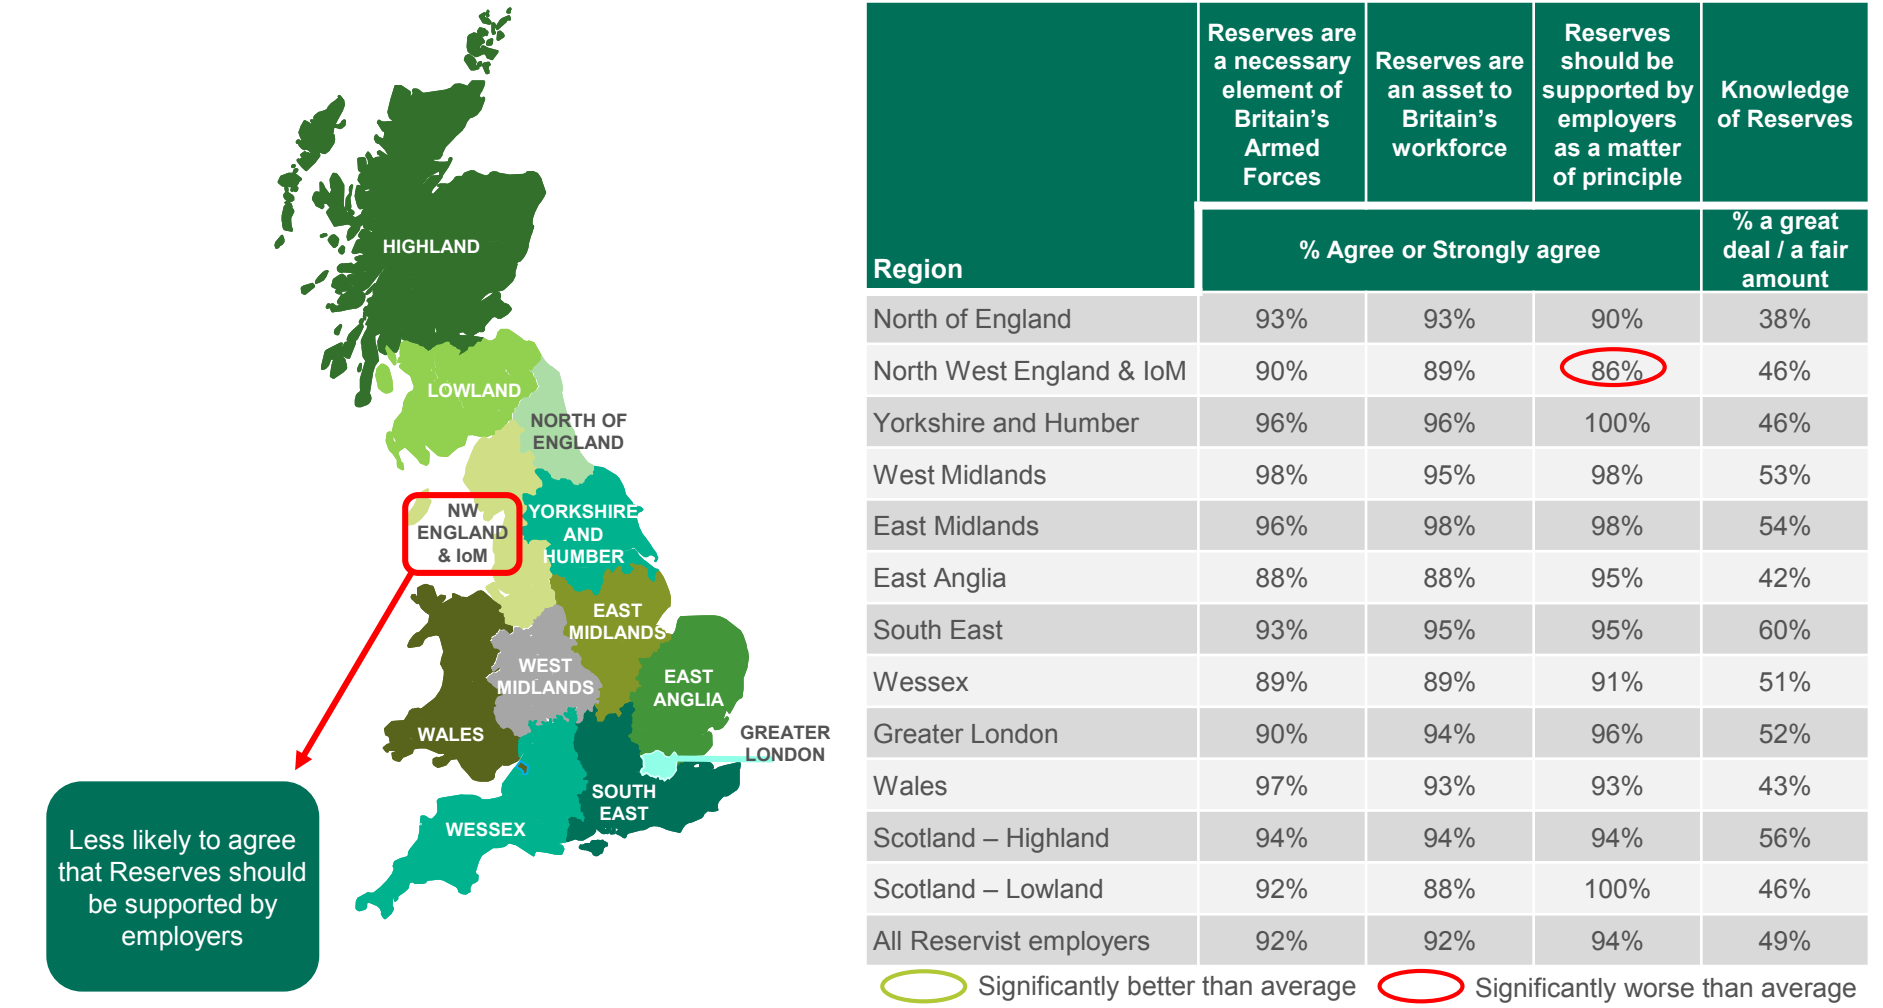 HIGHLAND
LOWLAND
NORTH OF
ENGLAND
NW
ENGLAND
& IoM
YORKSHIRE
AND
HUMBER
EAST
MIDLANDS
WEST
MIDLANDS
EAST
ANGLIA
WALES
GREATER
LONDON
SOUTH
EAST
WESSEX
Less likely to agree
that Reserves should
be supported by
employers
Region
Reserves are
a necessary
element of
Britain’s
Armed
Forces
Reserves are
an asset to
Britain’s
workforce
Reserves
should be
supported by
employers
as a matter
of principle
Knowledge
of Reserves
% Agree or Strongly agree
% a great
deal / a fair
amount
North of England 93% 93% 90% 38%
North West England & IoM 90% 89% 86% 46%
Yorkshire and Humber 96% 96% 100% 46%
West Midlands 98% 95% 98% 53%
East Midlands 96% 98% 98% 54%
East Anglia 88% 88% 95% 42%
South East 93% 95% 95% 60%
Wessex 89% 89% 91% 51%
Greater London 90% 94% 96% 52%
Wales 97% 93% 93% 43%
Scotland – Highland 94% 94% 94% 56%
Scotland – Lowland 92% 88% 100% 46%
All Reservist employers 92% 92% 94% 49%
Significantly better than average
Significantly worse than average